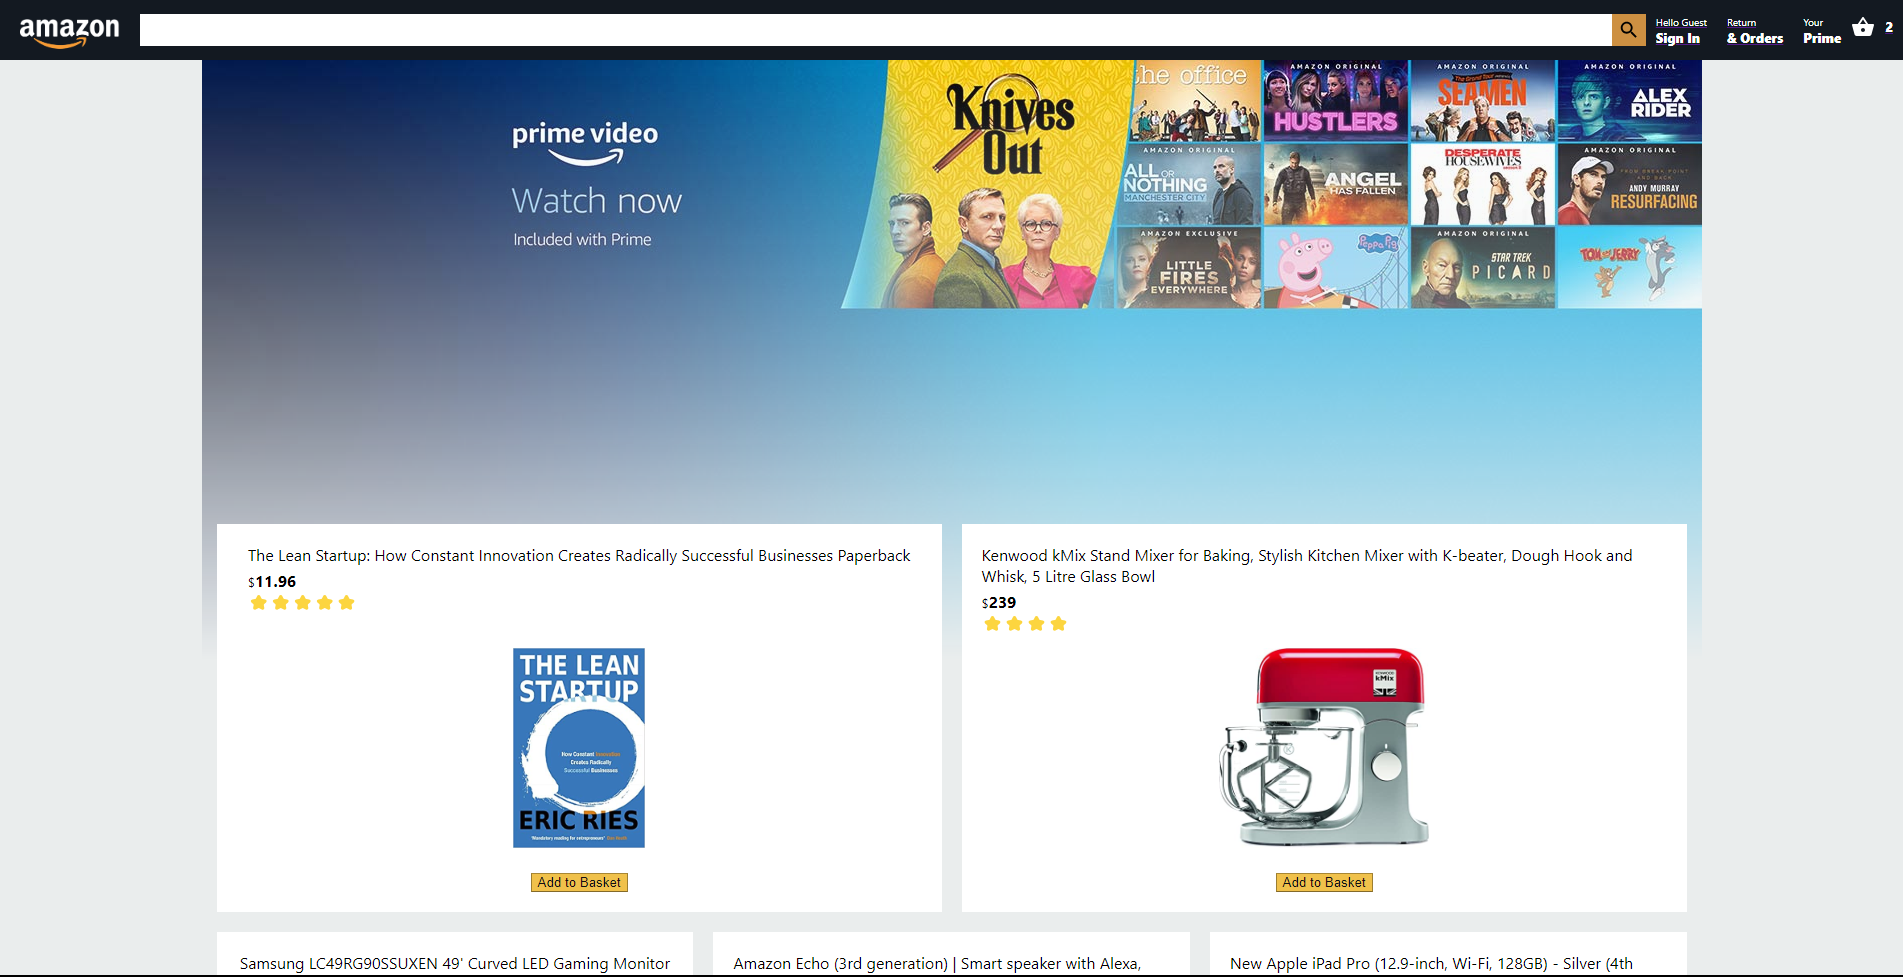 amazon
Hello Guest
Sign In
Return
& Orders
Your
Prime
2
prime video
Watch now
Included with Prime
Knives
Out
the office
AMAZON ORIGINAL
HUSTLERS
AMAZON ORIGINAL
The Grand Tour
SEAMEN
AMAZON ORIGINAL
ALEX
RIDER
AMAZON ORIGINAL
ALL OR
NOTHING
MANCHESTER CITY
ANGEL
HAS FALLEN
DESPERATE
HOUSEWIVES
AMAZON ORIGINAL
FROM BREAK POINT
AND BACK
ANDY MURRAY
RESURFACING
AMAZON EXCLUSIVE
LITTLE
FIRES
EVERYWHERE
Peppa Pig
AMAZON ORIGINAL
STAR TREK
PICARD
TOM and JERRY
The Lean Startup: How Constant Innovation Creates Radically Successful Businesses Paperback
$11.96
THE LEAN
STARTUP
How Constant Innovation
Creates Radically
Successful Businesses
ERIC RIES
'Mandatory reading for entrepreneurs'
Add to Basket
Kenwood kMix Stand Mixer for Baking, Stylish Kitchen Mixer with K-beater, Dough Hook and
Whisk, 5 Litre Glass Bowl
$239
KENWOOD
kMix
Add to Basket
Samsung LC49RG90SSUXEN 49' Curved LED Gaming Monitor
Amazon Echo (3rd generation) | Smart speaker with Alexa,
New Apple iPad Pro (12.9-inch, Wi-Fi, 128GB) - Silver (4th